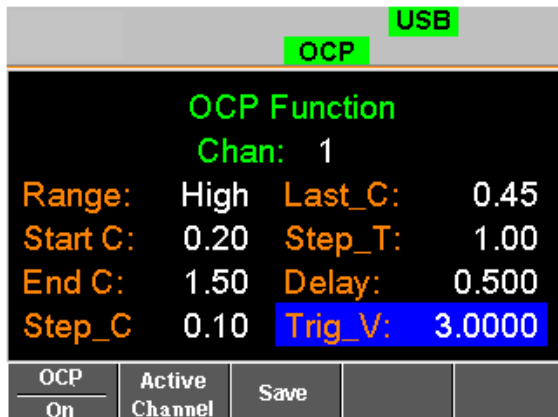 USB
OCP
OCP Function
Chan: 1
Range: High Last_C: 0.45
Start C: 0.20 Step_T: 1.00
End C: 1.50 Delay: 0.500
Step_C 0.10 Trig_V: 3.0000
OCP Active Save
On Channel